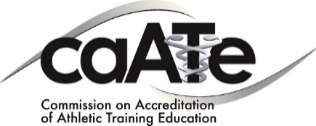 caATe
Commission on Accreditation
of Athletic Training Education